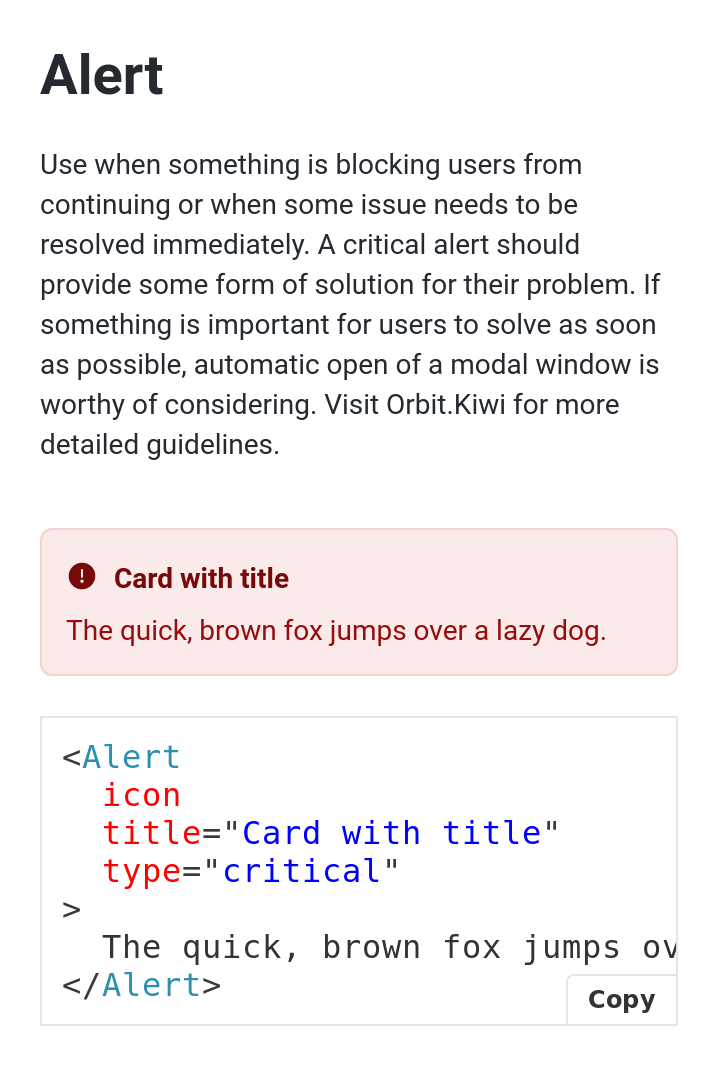 Alert
Use when something is blocking users from
continuing or when some issue needs to be
resolved immediately. A critical alert should
provide some form of solution for their problem. If
something is important for users to solve as soon
as possible, automatic open of a modal window is
worthy of considering. Visit Orbit.Kiwi for more
detailed guidelines.
Card with title
The quick, brown fox jumps over a lazy dog.
<Alert
  icon
  title="Card with title"
  type="critical"
>
  The quick, brown fox jumps ov
</Alert>
Copy